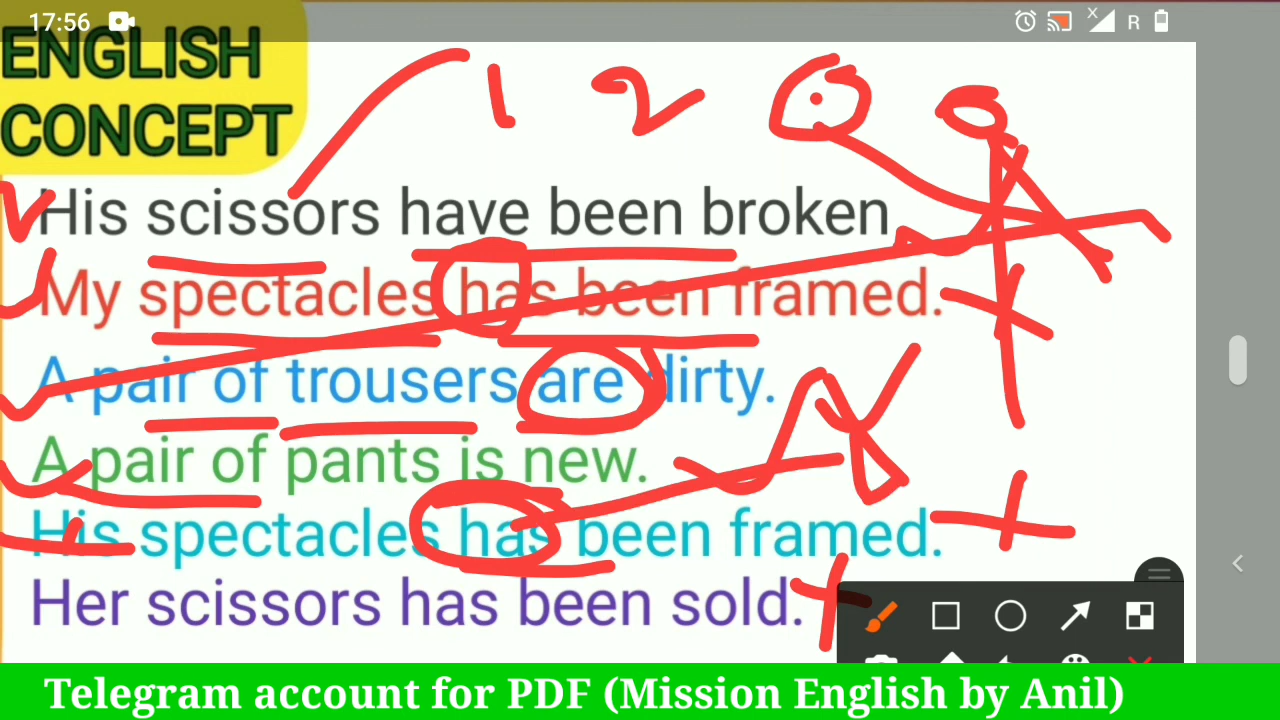 17:56
R
ENGLISH
CONCEPT
1 2
His scissors have been broken.
My spectacles has been framed.
A pair of trousers are dirty.
A pair of pants is new.
His spectacles has been framed.
Her scissors has been sold.
Telegram account for PDF (Mission English by Anil)